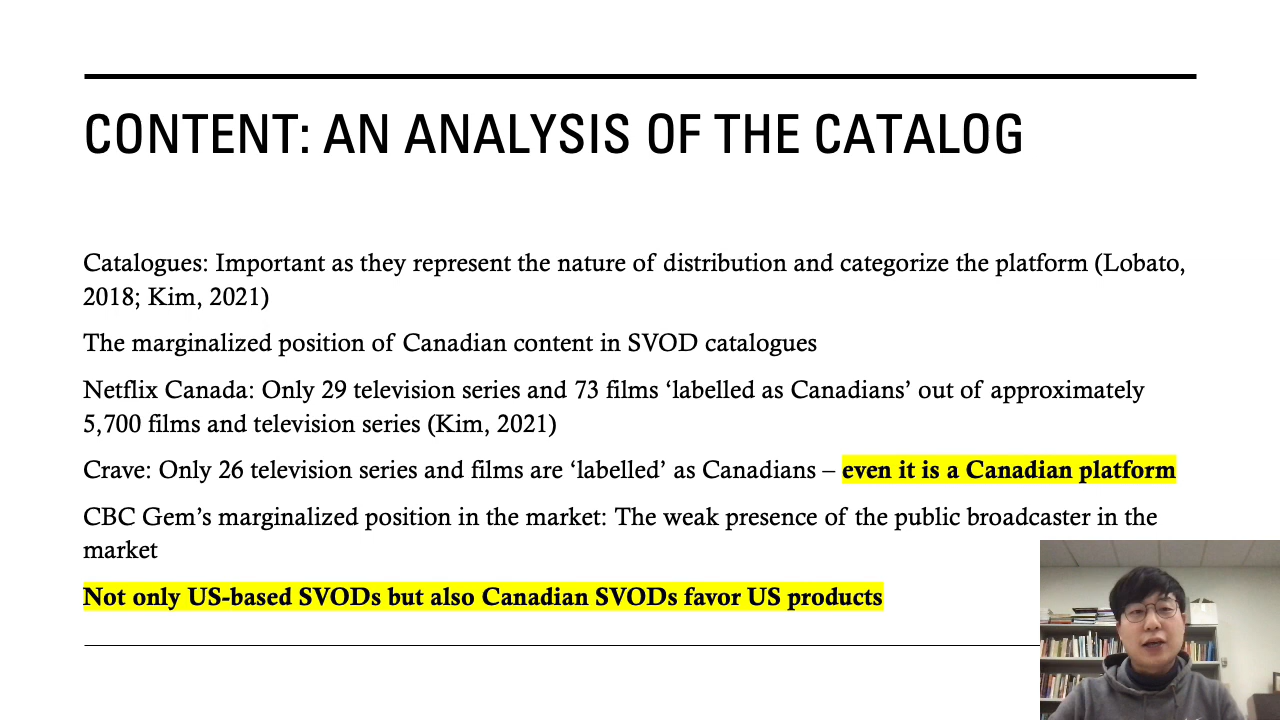 CONTENT: AN ANALYSIS OF THE CATALOG
Catalogues: Important as they represent the nature of distribution and categorize the platform (Lobato,
2018; Kim, 2021)
The marginalized position of Canadian content in SVOD catalogues
Netflix Canada: Only 29 television series and 73 films ‘labelled as Canadians’ out of approximately
5,700 films and television series (Kim, 2021)
Crave: Only 26 television series and films are ‘labelled’ as Canadians – even it is a Canadian platform
CBC Gem’s marginalized position in the market: The weak presence of the public broadcaster in the
market
Not only US-based SVODs but also Canadian SVODs favor US products